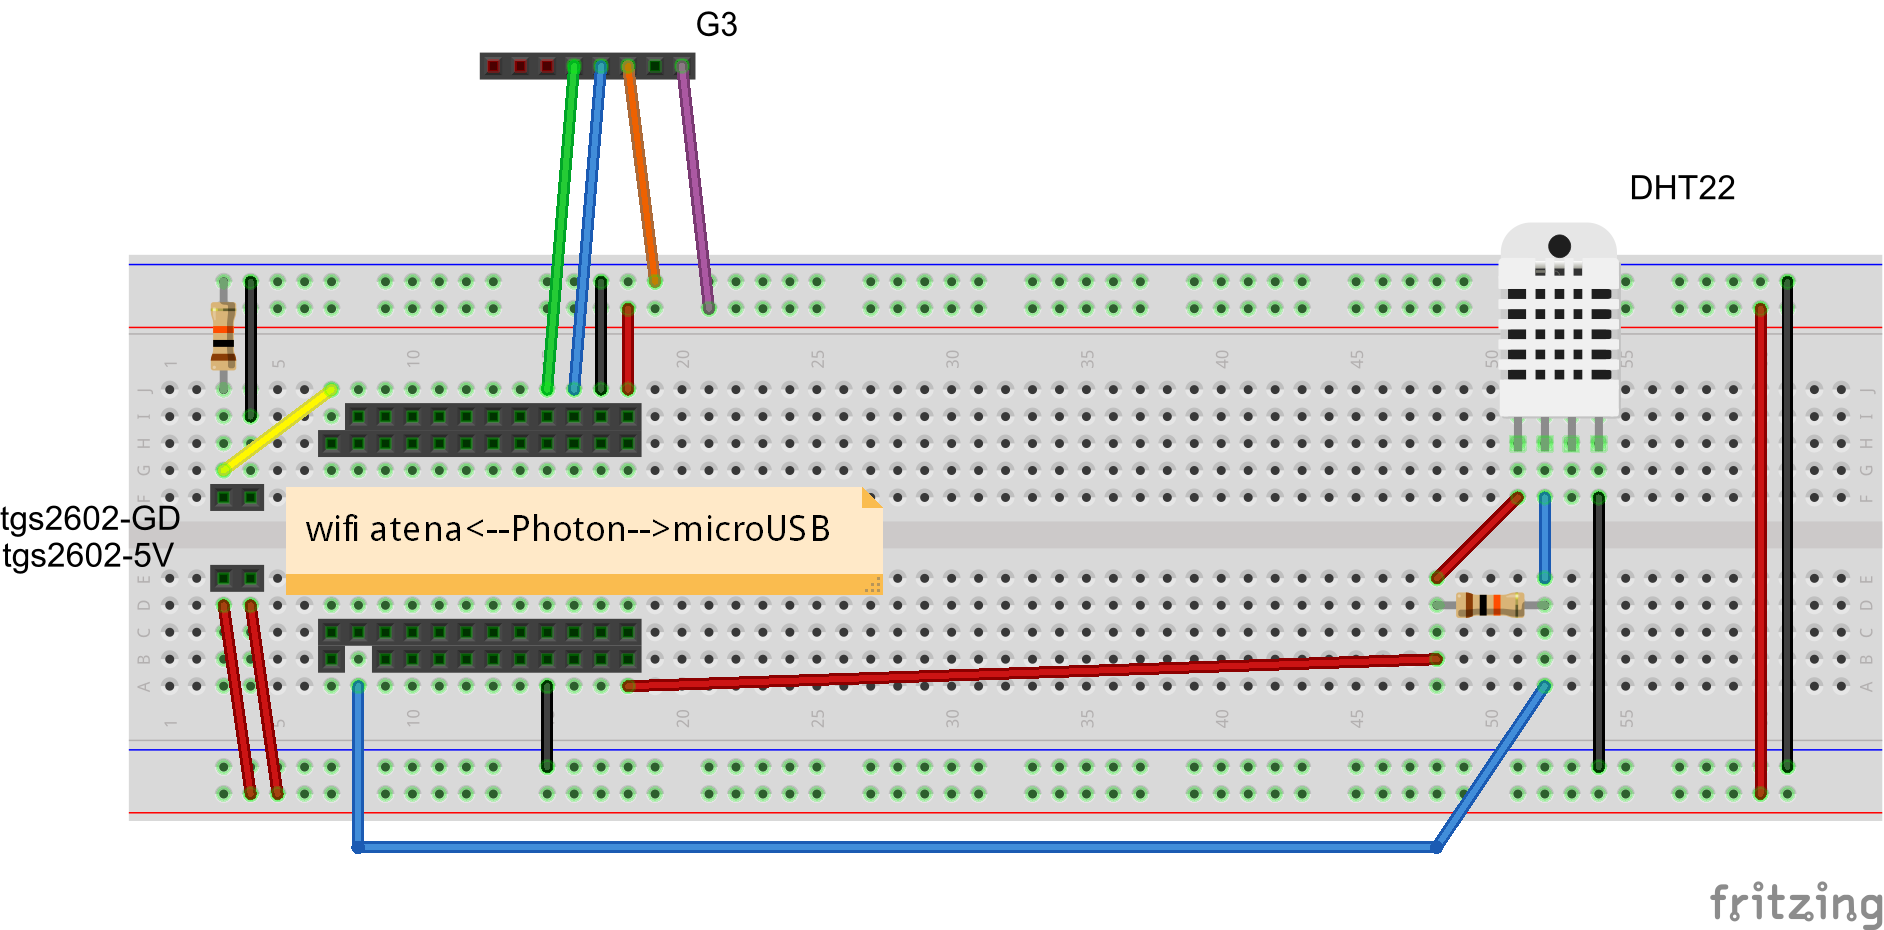 G3
DHT22
1 5 10 20 25 30 35 40 45 50 55
J J
I I
H H
G G
F F
tgs2602-GD
wifi atena<--Photon-->microUSB
tgs2602-5V
E E
D D
C C
B B
A A
1 5 10 20 25 30 35 40 45 50 55
fritzing